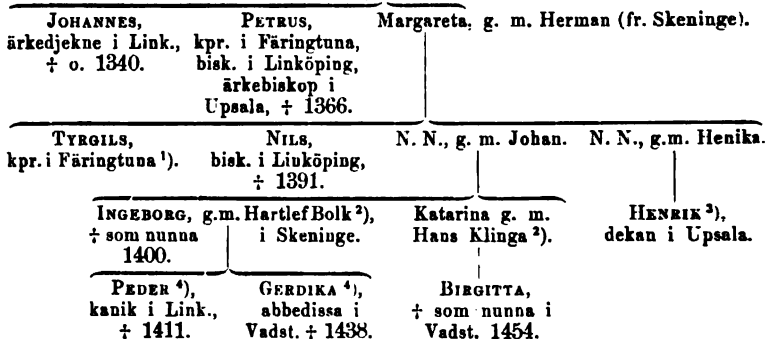 JOHANNES, PETRUS, Margareta, g. m. Herman (fr. Skeninge).
ärkedjekne i Link., kpr. i Färingtuna,
† o. 1340. bisk. i Linköping,
ärkebiskop i
Upsala, † 1366.
TYRGILS, NILS, N. N., g. m. Johan. N. N., g.m. Henika.
kpr. i Färingtuna ¹). bisk. i Linköping,
† 1391.
INGEBORG, g.m. Hartlef Bolk ²), Katarina g. m. HENRIK ³),
† som nunna i Skeninge. Hans Klinga ²). dekan i Upsala.
1400.
PEDER ⁴), GERDIKA ⁴), BIRGITTA,
kanik i Link., abbedissa i † som nunna i
† 1411. Vadst. † 1438. Vadst. 1454.